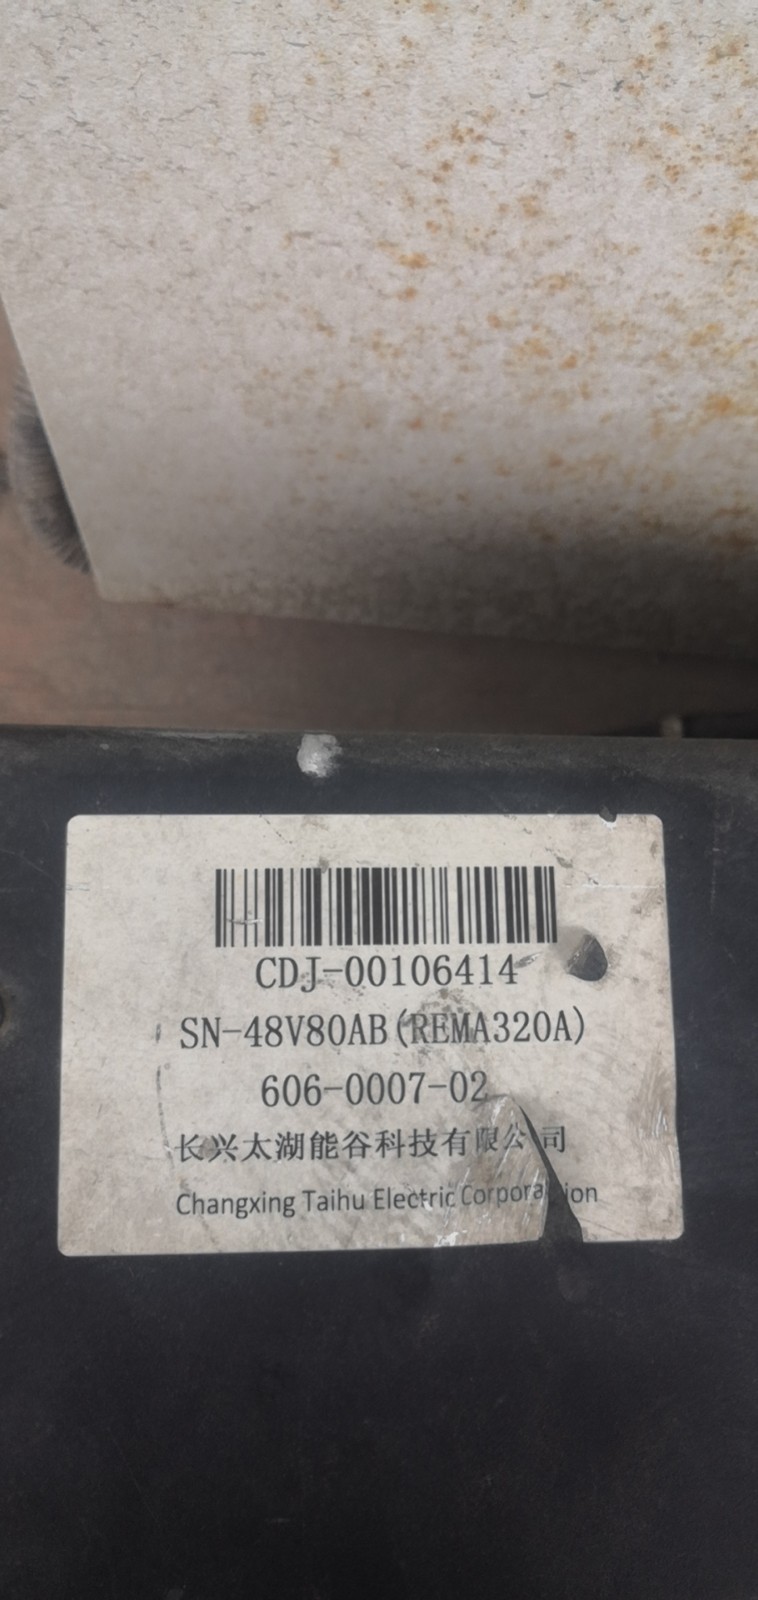 CDJ-00106414
SN-48V80AB(REMA320A)
606-0007-02
长兴太湖能谷科技有限公司
Changxing Taihu Electric Corporation